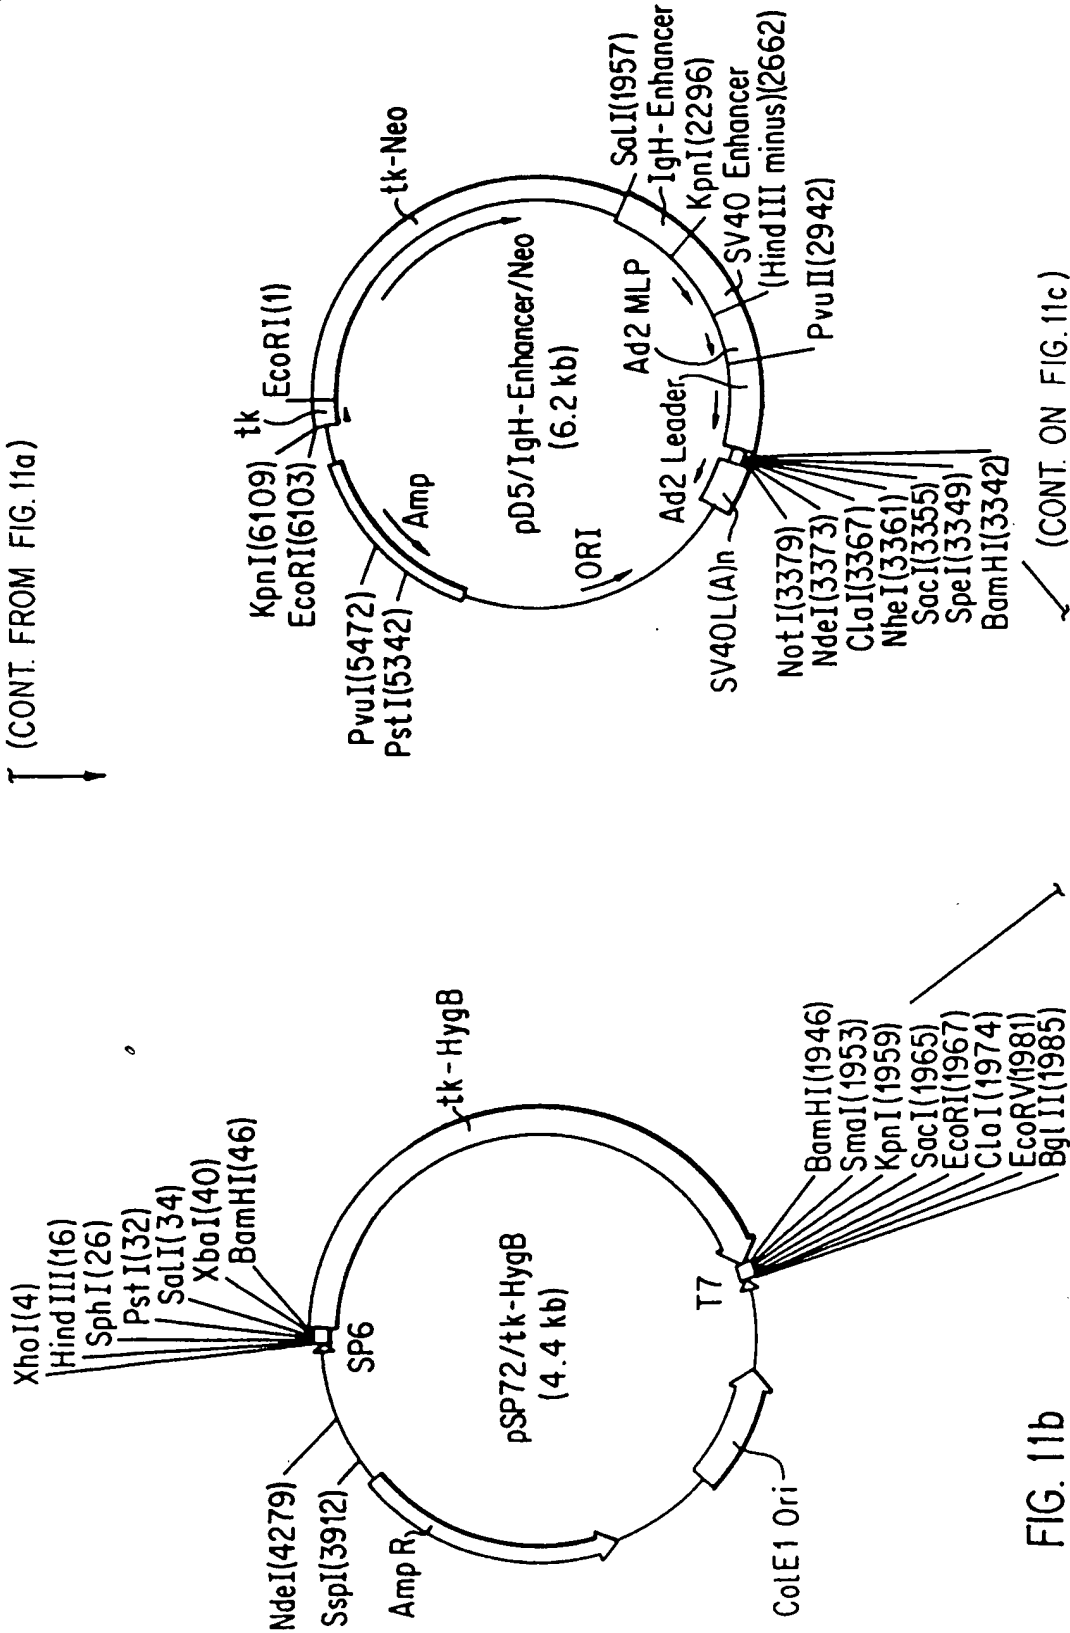 (CONT. FROM FIG. 11a)
XhoI(4)
HindIII(16)
SphI(26)
PstI(32)
SalI(34)
XbaI(40)
BamHI(46)
SP6
tk-HygB
NdeI(4279)
SspI(3912)
AmpR
pSP72/tk-HygB
(4.4 kb)
T7
ColE1 Ori
BamHI(1946)
SmaI(1953)
KpnI(1959)
SacI(1965)
EcoRI(1967)
ClaI(1974)
EcoRV(1981)
BglII(1985)
tk
EcoRI(1)
KpnI(6109)
EcoRI(6103)
tk-Neo
PvuI(5472)
PstI(5342)
Amp
pD5/IgH-Enhancer/Neo
(6.2 kb)
ORI
SalI(1957)
IgH-Enhancer
KpnI(2296)
SV40 Enhancer
(HindIII minus)(2662)
Ad2 MLP
PvuII(2942)
Ad2 Leader
SV40L(A)n
NotI(3379)
NdeI(3373)
ClaI(3367)
NheI(3361)
SacI(3355)
SpeI(3349)
BamHI(3342)
(CONT. ON FIG. 11c)
FIG. 11b